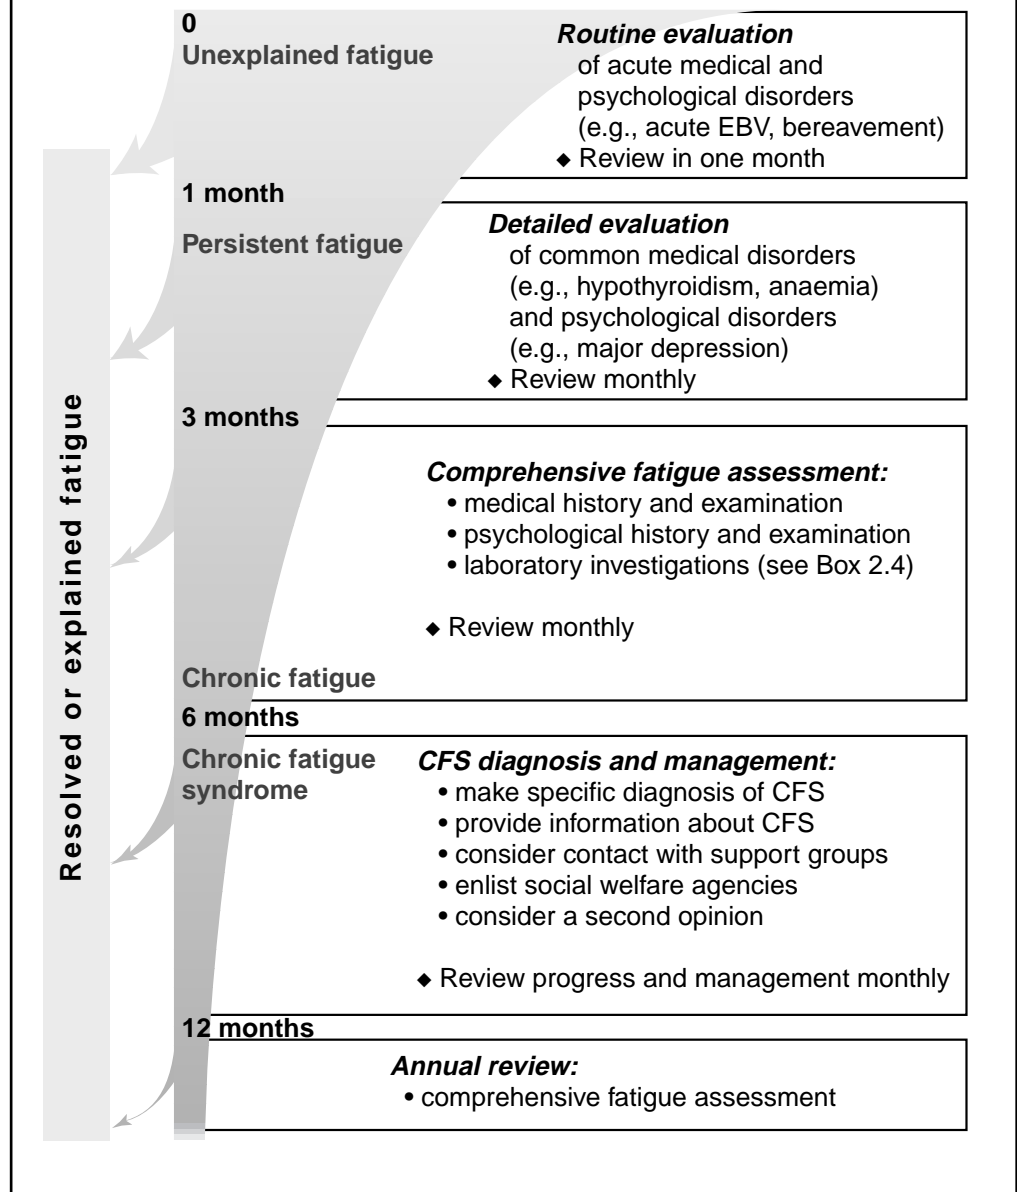 0
Unexplained fatigue
Routine evaluation
of acute medical and
psychological disorders
(e.g., acute EBV, bereavement)
◆ Review in one month
1 month
Persistent fatigue
Detailed evaluation
of common medical disorders
(e.g., hypothyroidism, anaemia)
and psychological disorders
(e.g., major depression)
◆ Review monthly
3 months
Comprehensive fatigue assessment:
• medical history and examination
• psychological history and examination
• laboratory investigations (see Box 2.4)
◆ Review monthly
Chronic fatigue
6 months
Chronic fatigue
syndrome
CFS diagnosis and management:
• make specific diagnosis of CFS
• provide information about CFS
• consider contact with support groups
• enlist social welfare agencies
• consider a second opinion
◆ Review progress and management monthly
12 months
Annual review:
• comprehensive fatigue assessment
Resolved or explained fatigue